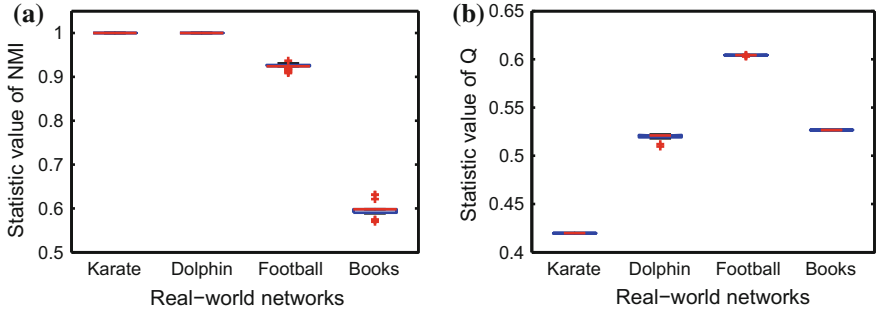 (a)
Statistic value of NMI
1
0.9
0.8
0.7
0.6
0.5
Karate Dolphin Football Books
Real−world networks
(b)
Statistic value of Q
0.65
0.6
0.55
0.5
0.45
0.4
Karate Dolphin Football Books
Real−world networks